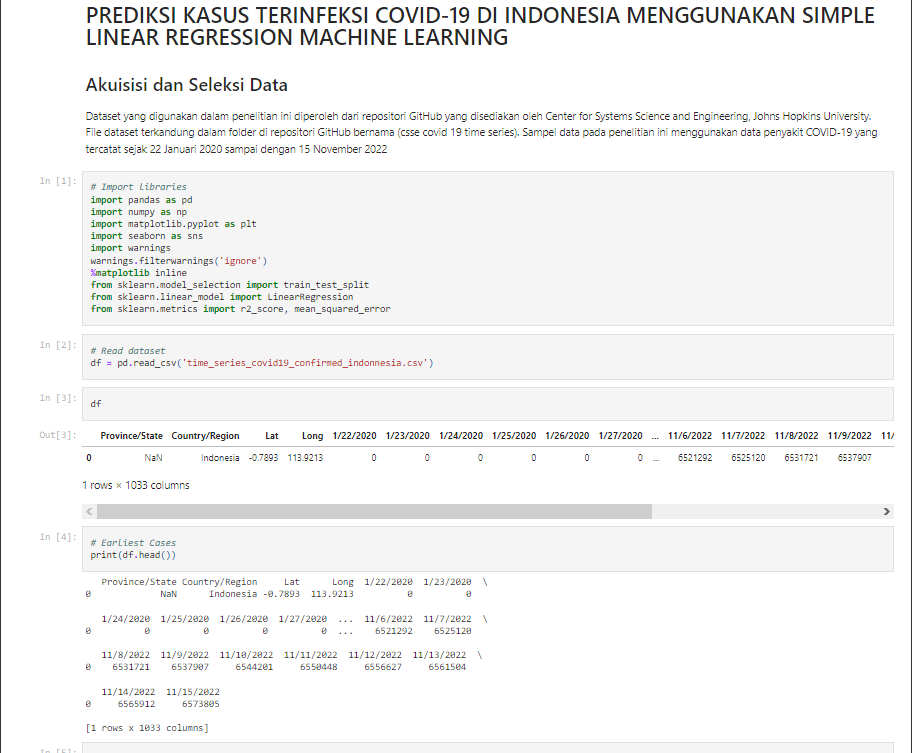 PREDIKSI KASUS TERINFEKSI COVID-19 DI INDONESIA MENGGUNAKAN SIMPLE
LINEAR REGRESSION MACHINE LEARNING
Akuisisi dan Seleksi Data
Dataset yang digunakan dalam penelitian ini diperoleh dari repositori GitHub yang disediakan oleh Center for Systems Science and Engineering, Johns Hopkins University.
File dataset terkandung dalam folder di repositori GitHub bernama (csse covid 19 time series). Sampel data pada penelitian ini menggunakan data penyakit COVID-19 yang
tercatat sejak 22 Januari 2020 sampai dengan 15 November 2022
In [1]:
# Import Libraries
import pandas as pd
import numpy as np
import matplotlib.pyplot as plt
import seaborn as sns
import warnings
warnings.filterwarnings('ignore')
%matplotlib inline
from sklearn.model_selection import train_test_split
from sklearn.linear_model import LinearRegression
from sklearn.metrics import r2_score, mean_squared_error
In [2]:
# Read dataset
df = pd.read_csv('time_series_covid19_confirmed_indonnesia.csv')
In [3]:
df
Out[3]:
Province/State Country/Region Lat Long 1/22/2020 1/23/2020 1/24/2020 1/25/2020 1/26/2020 1/27/2020 ... 11/6/2022 11/7/2022 11/8/2022 11/9/2022 11/
0 NaN Indonesia -0.7893 113.9213 0 0 0 0 0 0 ... 6521292 6525120 6531721 6537907
1 rows × 1033 columns
In [4]:
# Earliest Cases
print(df.head())
Province/State Country/Region Lat Long 1/22/2020 1/23/2020 \
0 NaN Indonesia -0.7893 113.9213 0 0
1/24/2020 1/25/2020 1/26/2020 1/27/2020 ... 11/6/2022 11/7/2022 \
0 0 0 0 0 ... 6521292 6525120
11/8/2022 11/9/2022 11/10/2022 11/11/2022 11/12/2022 11/13/2022 \
0 6531721 6537907 6544201 6550448 6556627 6561504
11/14/2022 11/15/2022
0 6565912 6573805
[1 rows x 1033 columns]
In [5]: